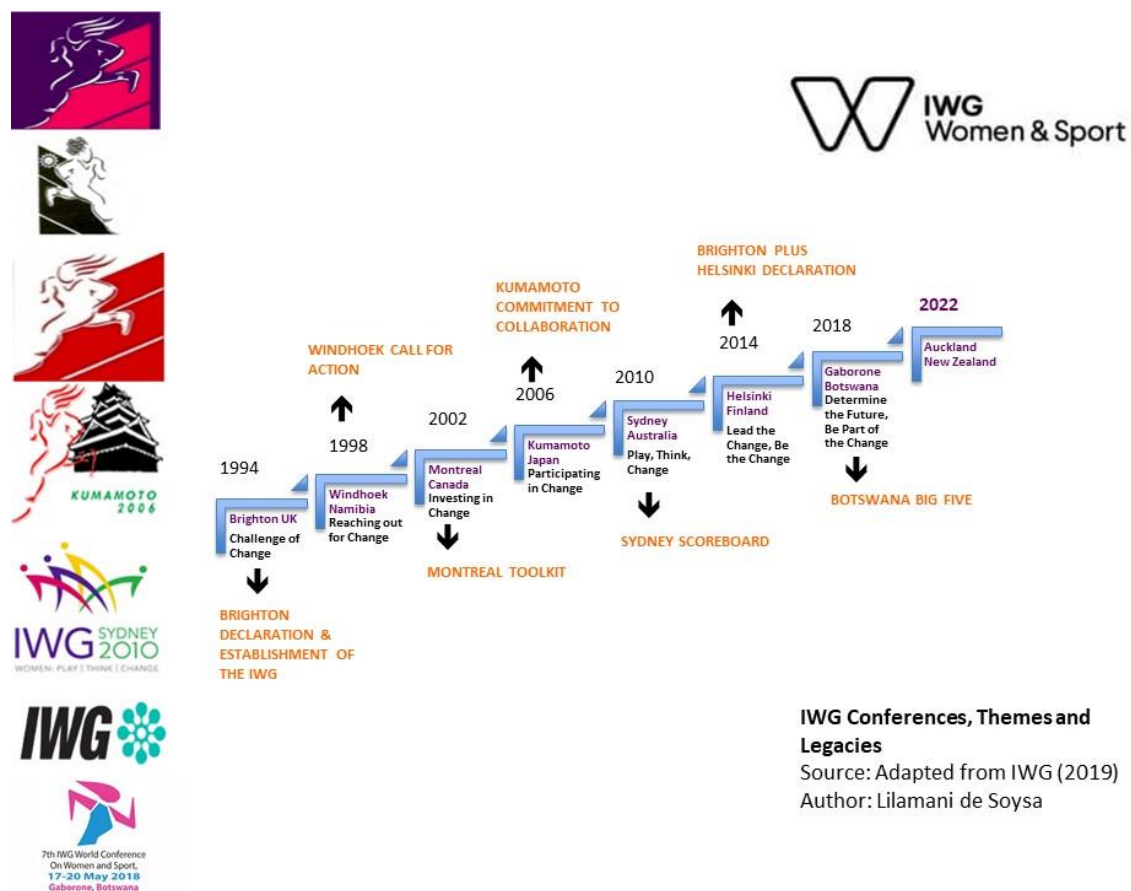 KUMAMOTO
2006
IWG SYDNEY
2010
WOMEN: PLAY | THINK | CHANGE
IWG
7th IWG World Conference
On Women and Sport,
17-20 May 2018
Gaborone, Botswana
IWG
Women & Sport
1994
Brighton UK
Challenge of
Change
BRIGHTON
DECLARATION &
ESTABLISHMENT OF
THE IWG
WINDHOEK CALL FOR
ACTION
1998
Windhoek
Namibia
Reaching out
for Change
2002
Montreal
Canada
Investing in
Change
MONTREAL TOOLKIT
KUMAMOTO
COMMITMENT TO
COLLABORATION
2006
Kumamoto
Japan
Participating
in Change
2010
Sydney
Australia
Play, Think,
Change
SYDNEY SCOREBOARD
BRIGHTON PLUS
HELSINKI DECLARATION
2014
Helsinki
Finland
Lead the
Change, Be
the Change
2018
Gaborone
Botswana
Determine
the Future,
Be Part of
the Change
BOTSWANA BIG FIVE
2022
Auckland
New Zealand
IWG Conferences, Themes and
Legacies
Source: Adapted from IWG (2019)
Author: Lilamani de Soysa